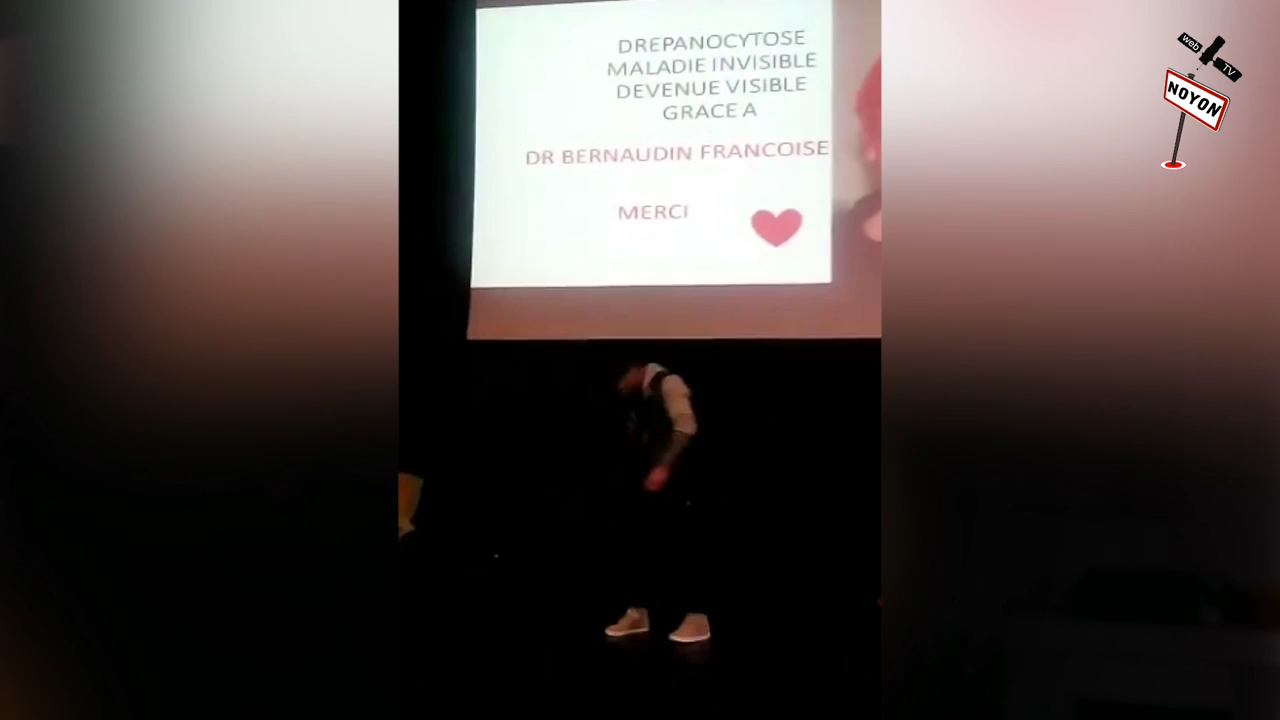 DREPANOCYTOSE
MALADIE INVISIBLE
DEVENUE VISIBLE
GRACE A
DR BERNAUDIN FRANCOISE
MERCI
web TV
NOYON